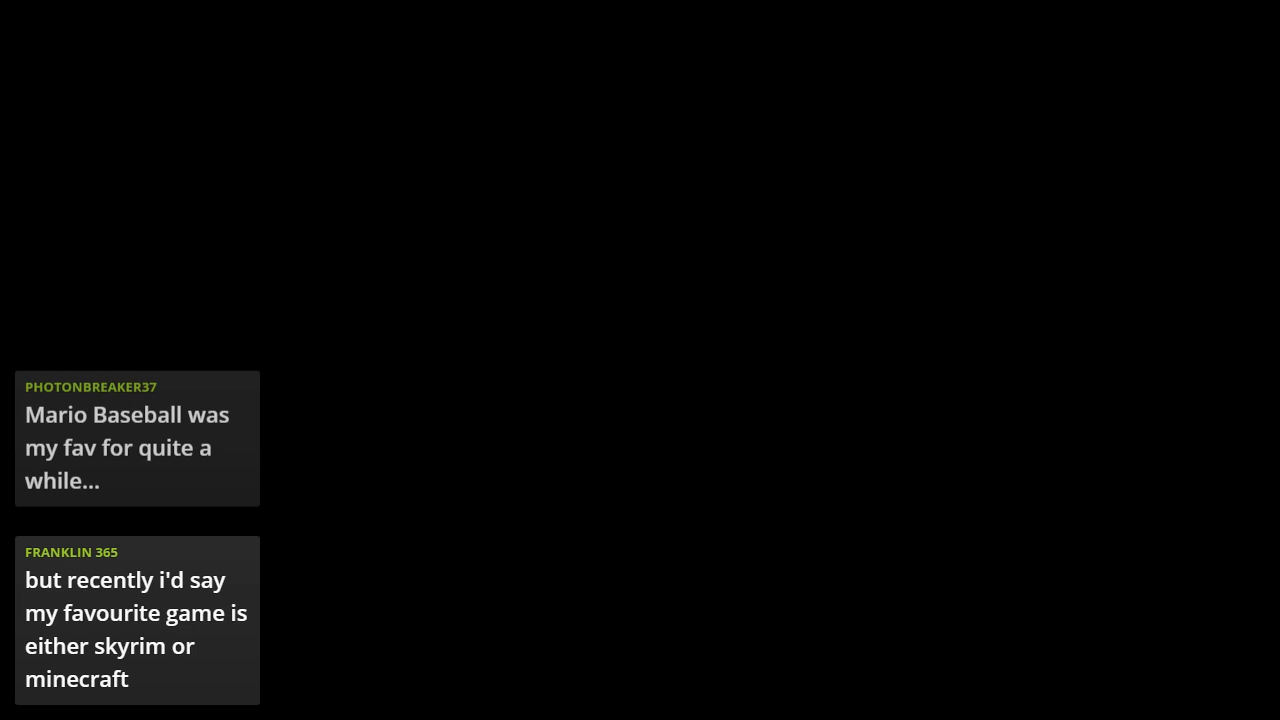 PHOTONBREAKER37
Mario Baseball was
my fav for quite a
while...
FRANKLIN 365
but recently i'd say
my favourite game is
either skyrim or
minecraft